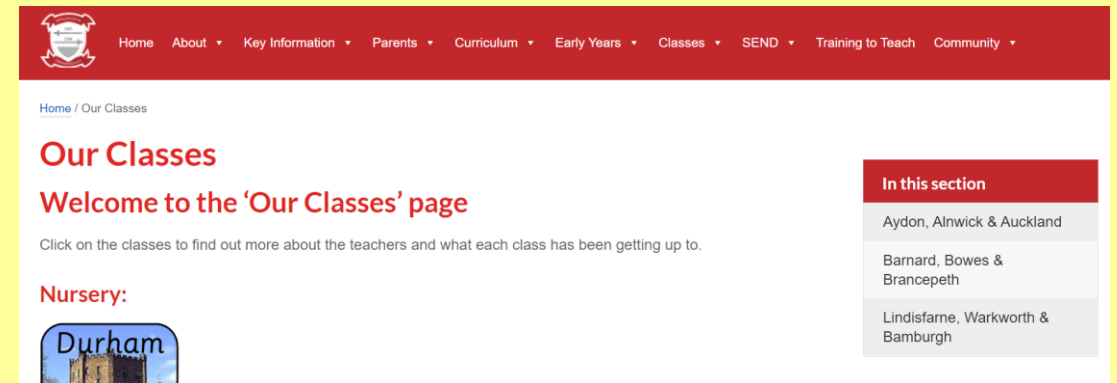 Home About Key Information Parents Curriculum Early Years Classes SEND Training to Teach Community
Home / Our Classes
Our Classes
Welcome to the ‘Our Classes’ page
Click on the classes to find out more about the teachers and what each class has been getting up to.
Nursery:
Durham
In this section
Aydon, Alnwick & Auckland
Barnard, Bowes &
Brancepeth
Lindisfarne, Warkworth &
Bamburgh